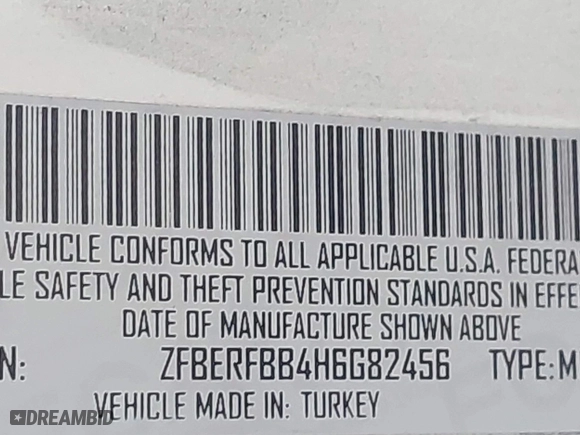 VEHICLE CONFORMS TO ALL APPLICABLE U.S.A. FEDERA
LE SAFETY AND THEFT PREVENTION STANDARDS IN EFFE
DATE OF MANUFACTURE SHOWN ABOVE
N: ZFBERFBB4H6G82456 TYPE: M
VEHICLE MADE IN: TURKEY
DREAMBID